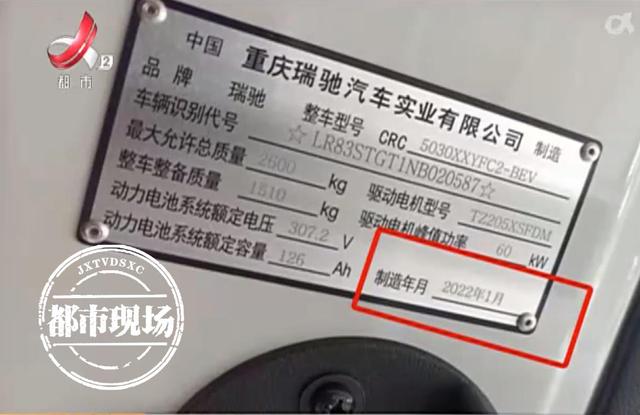 2
都市
中国 重庆瑞驰汽车实业有限公司 制造
品牌 瑞驰 整车型号 CRC 5030XXYFC2-BEV
车辆识别代号 ☆LR83STGT1NB020587☆
最大允许总质量 2600 kg 驱动电机型号 TZ205XSFDM
整车整备质量 1510 kg 驱动电机峰值功率 60 kW
动力电池系统额定电压 307.2 V
动力电池系统额定容量 126 Ah 制造年月 2022年1月
JXTVDSXC
都市现场